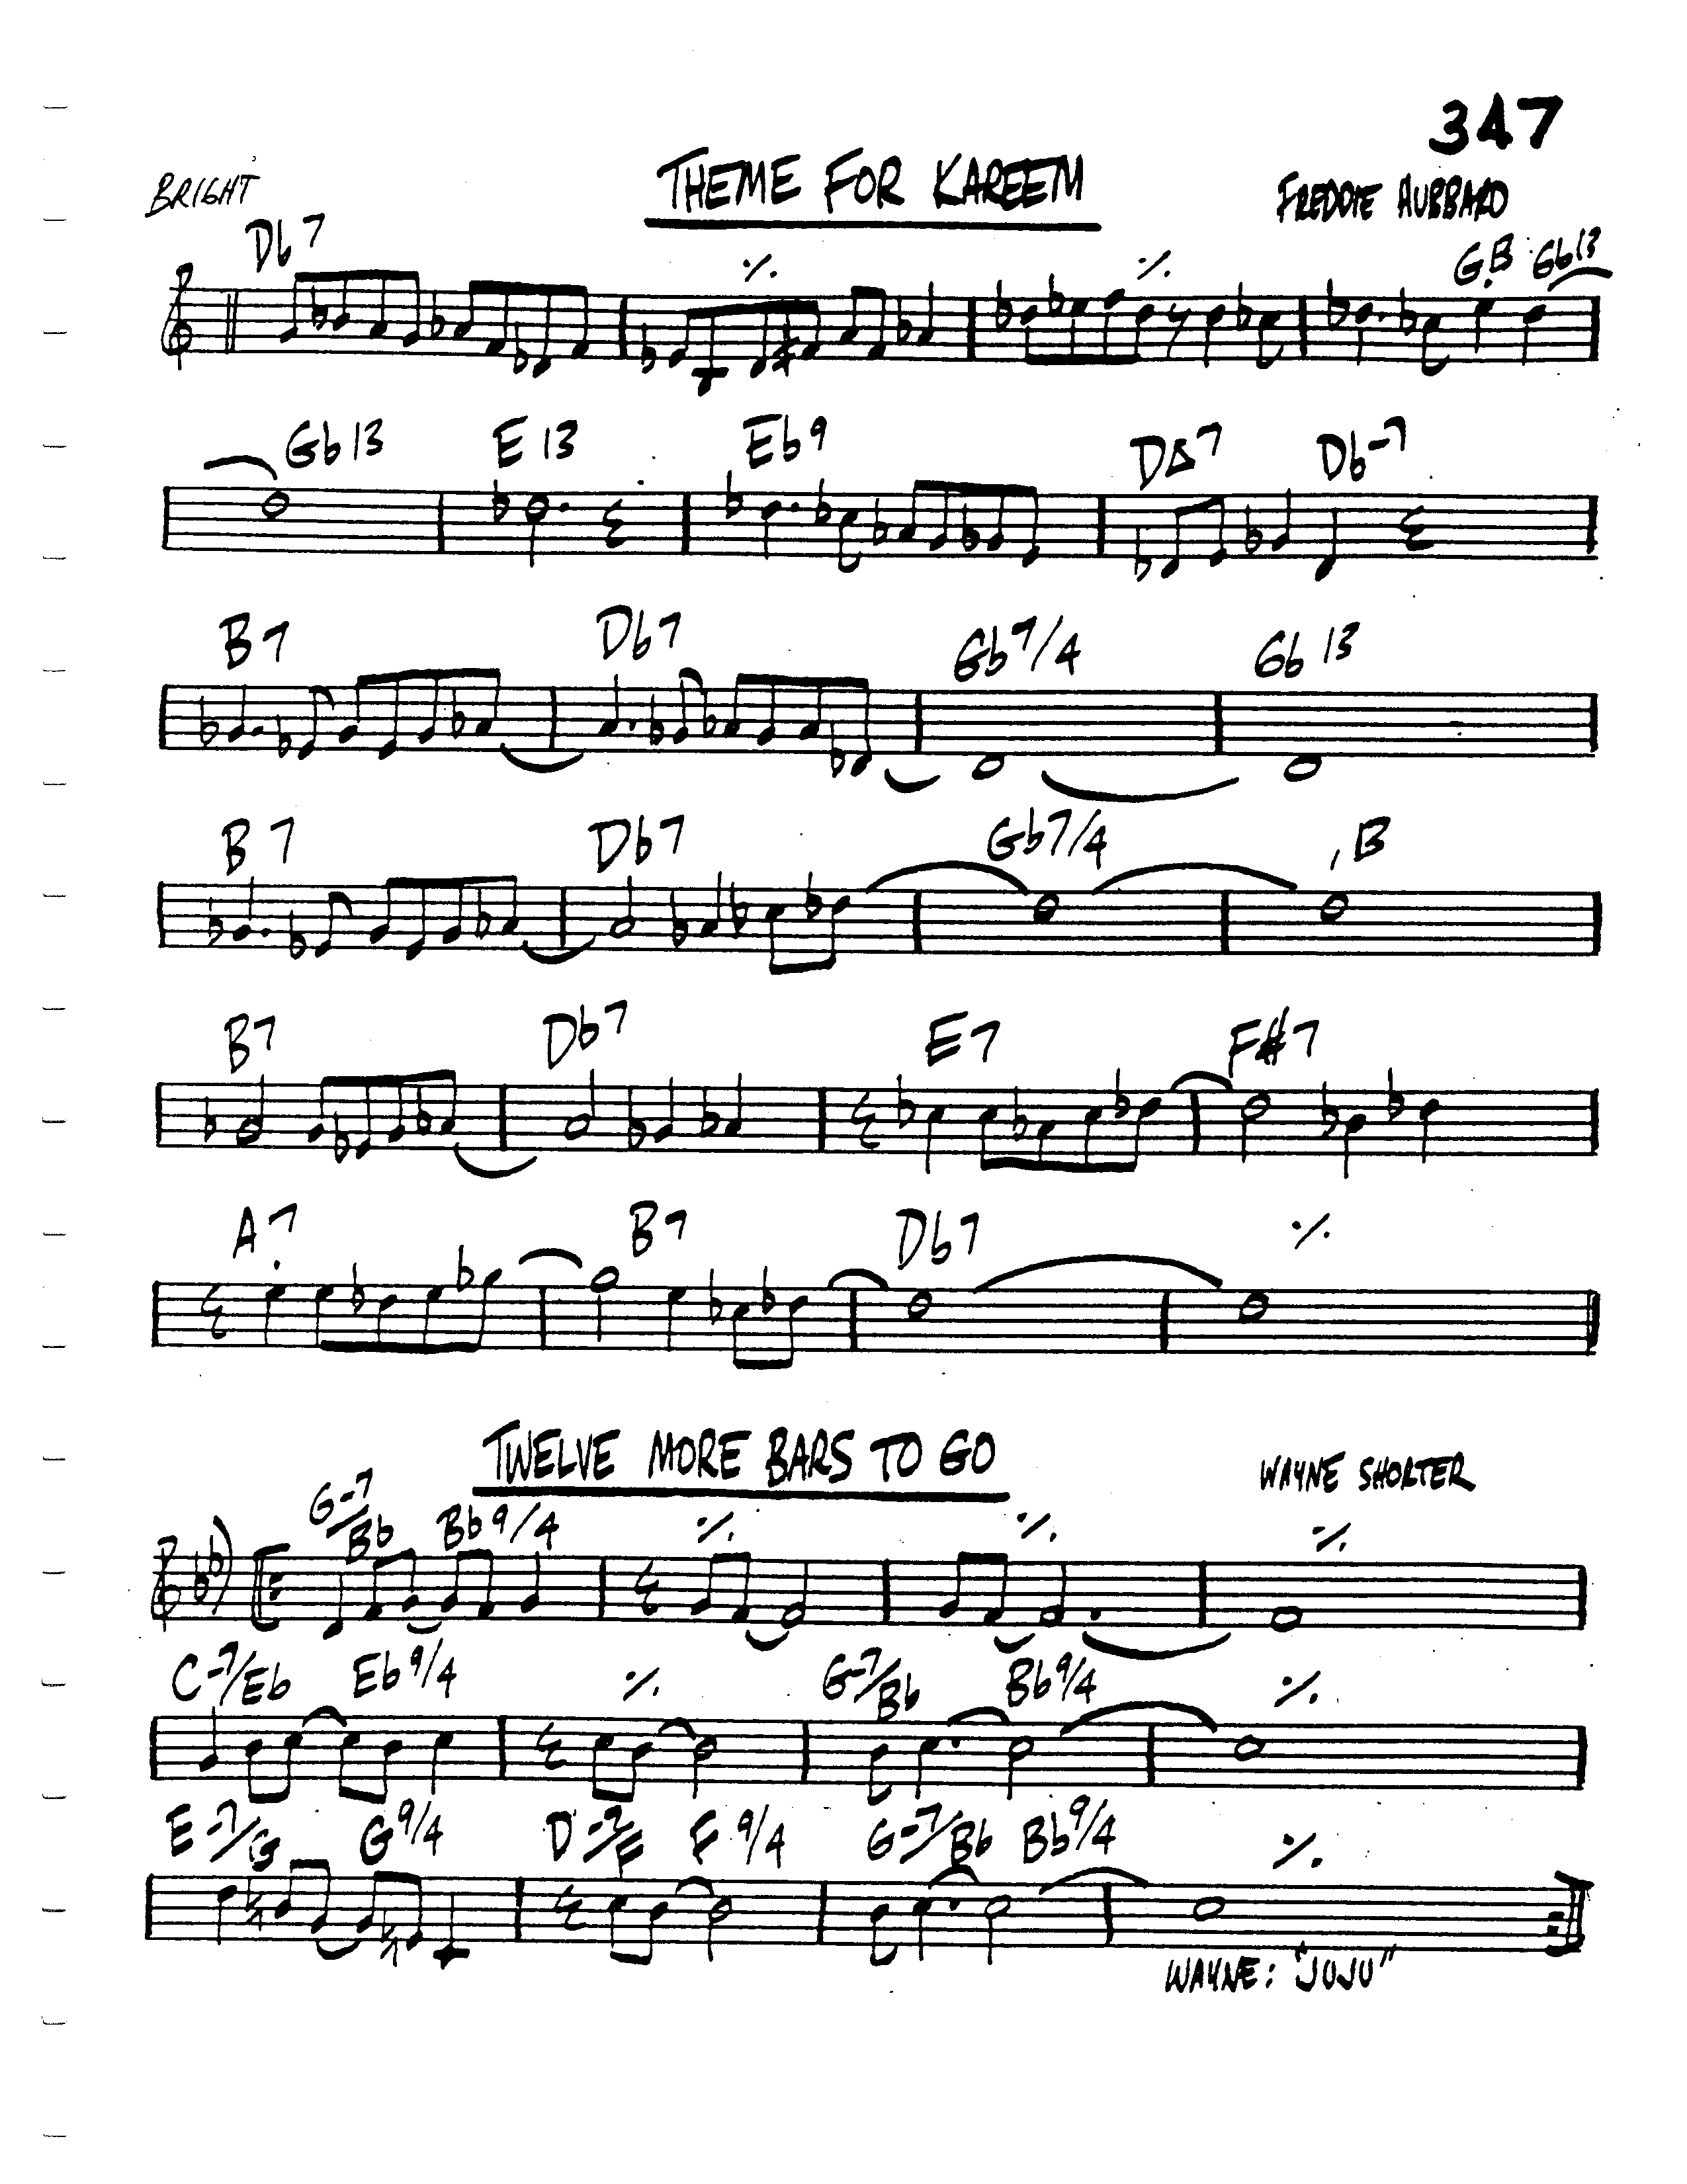 347
THEME FOR KAREEM
BRIGHT
FREDDIE HUBBARD
Db7 ٪ ٪ G13 Gb13
Gb13 E13 Eb9 DΔ7 Db-7
B7 Db7 Gb7/4 Gb13
B7 Db7 Gb7/4 13
B7 Db7 E7 F#7
A7 B7 Db7 ٪
TWELVE MORE BARS TO GO
WAYNE SHORTER
G-7/Bb Bb9/4 ٪ ٪ ٪
C-7/Eb Eb9/4 ٪ G-7/Bb Bb9/4 ٪
E-7/G G9/4 D-7/F F9/4 G-7/Bb Bb9/4 ٪
WAYNE: "JUJU"